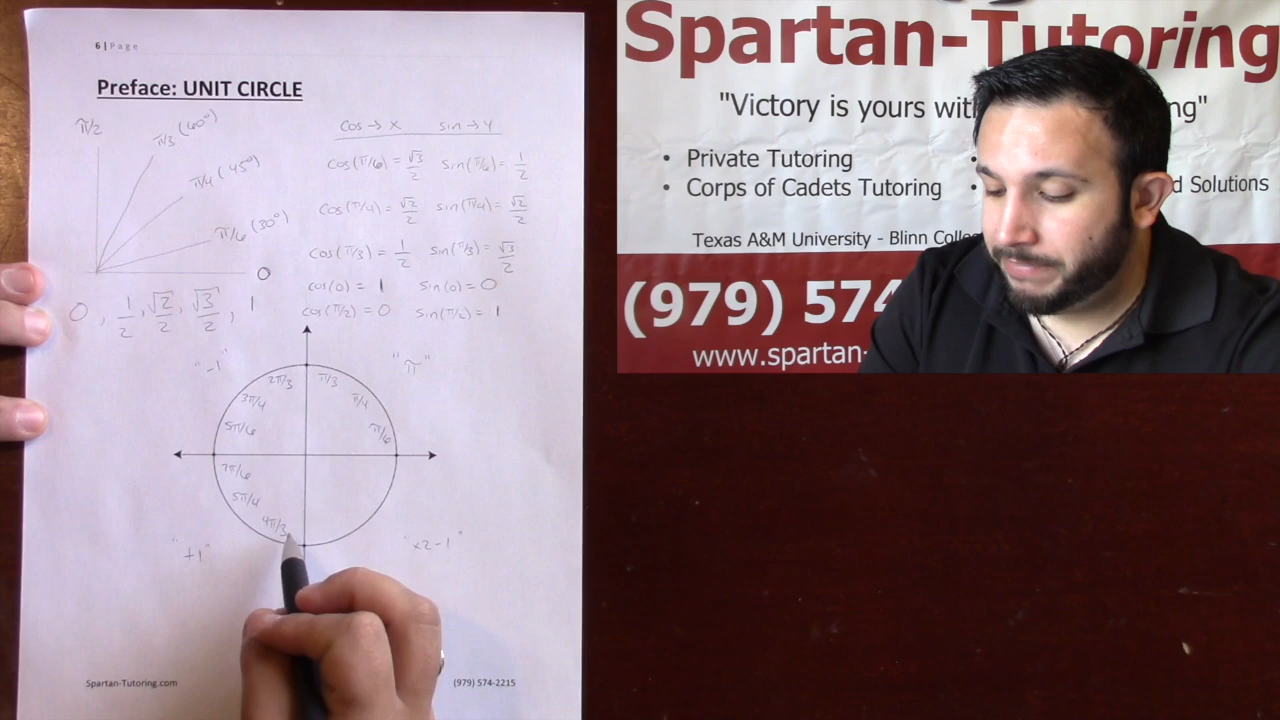 6 | Page
Preface: UNIT CIRCLE
π/2
π/3 (60°)
π/4 (45°)
π/6 (30°)
0
0, 1/2, √2/2, √3/2, 1
cos → x sin → y
cos(π/6) = √3/2 sin(π/6) = 1/2
cos(π/4) = √2/2 sin(π/4) = √2/2
cos(π/3) = 1/2 sin(π/3) = √3/2
cos(0) = 1 sin(0) = 0
cos(π/2) = 0 sin(π/2) = 1
"-1" "π"
2π/3 π/3
3π/4 π/4
5π/6 π/6
7π/6
5π/4
4π/3
"+1" "x2-1"
Spartan-Tutoring.com (979) 574-2215
Spartan-Tutoring
"Victory is yours with ng"
• Private Tutoring
• Corps of Cadets Tutoring • d Solutions
Texas A&M University - Blinn Colleg
(979) 574
www.spartan-